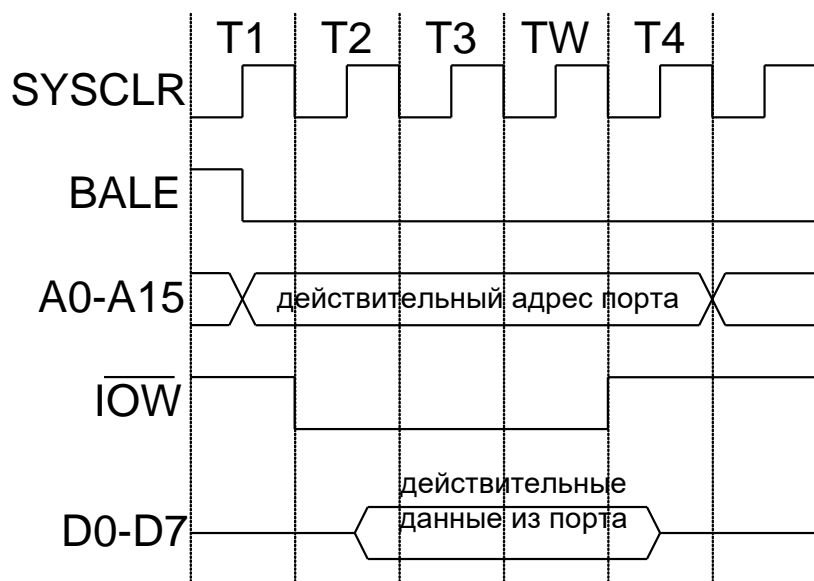 T1 T2 T3 TW T4
SYSCLR
BALE
A0-A15 действительный адрес порта
IOW
действительные
данные из порта
D0-D7